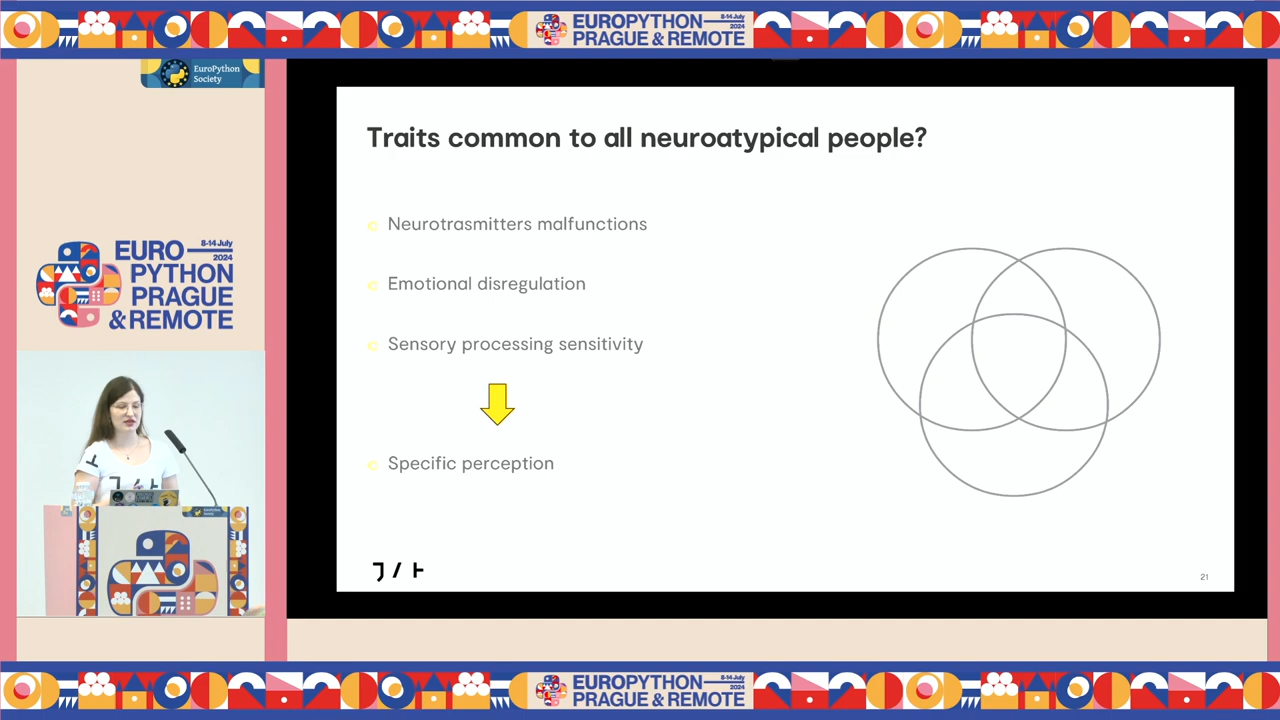 EUROPYTHON
8-14 July
2024
PRAGUE & REMOTE
EuroPython
Society
EURO
8-14 July
2024
PYTHON
PRAGUE
& REMOTE
Traits common to all neuroatypical people?
Neurotrasmitters malfunctions
Emotional disregulation
Sensory processing sensitivity
Specific perception
21
EUROPYTHON
8-14 July
2024
PRAGUE & REMOTE